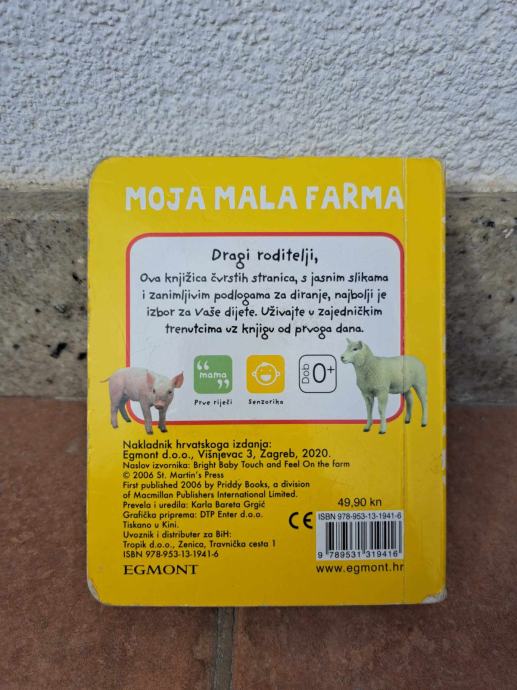 MOJA MALA FARMA
Dragi roditelji,
Ova knjižica čvrstih stranica, s jasnim slikama
i zanimljivim podlogama za diranje, najbolji je
izbor za Vaše dijete. Uživajte u zajedničkim
trenutcima uz knjigu od prvoga dana.
“ mama ”
Prve riječi
Senzorika
Dob 0+
Nakladnik hrvatskoga izdanja:
Egmont d.o.o., Višnjevac 3, Zagreb, 2020.
Naslov izvornika: Bright Baby Touch and Feel On the farm
© 2006 St. Martin's Press
First published 2006 by Priddy Books, a division
of Macmillan Publishers International Limited.
Prevela i uredila: Karla Bareta Grgić
Grafička priprema: DTP Enter d.o.o.
Tiskano u Kini.
Uvoznik i distributer za BiH:
Tropik d.o.o., Zenica, Travnička cesta 1
ISBN 978-953-13-1941-6
EGMONT
49,90 kn
CE
ISBN 978-953-13-1941-6
9 789531 319416
www.egmont.hr